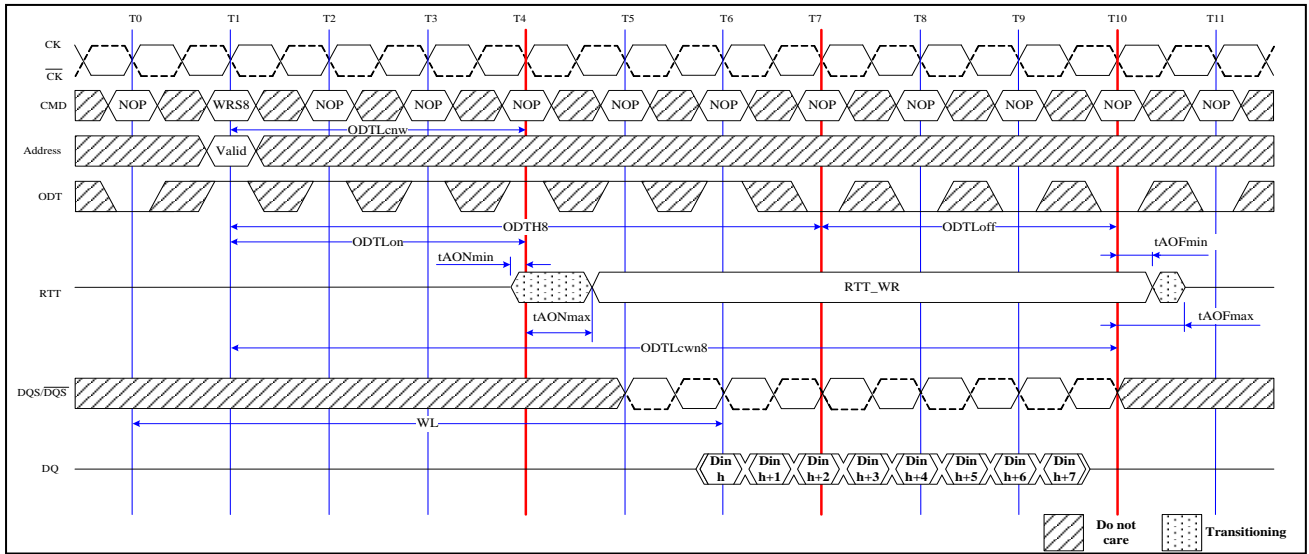 T0 T1 T2 T3 T4 T5 T6 T7 T8 T9 T10 T11
CK
CK
CMD NOP WRS8 NOP NOP NOP NOP NOP NOP NOP NOP NOP NOP
ODTLcnw
Address Valid
ODT
ODTH8 ODTLoff
ODTLon
tAONmin tAOFmin
RTT RTT_WR
tAONmax tAOFmax
ODTLcwn8
DQS/DQS
WL
DQ Din h Din h+1 Din h+2 Din h+3 Din h+4 Din h+5 Din h+6 Din h+7
Do not care Transitioning